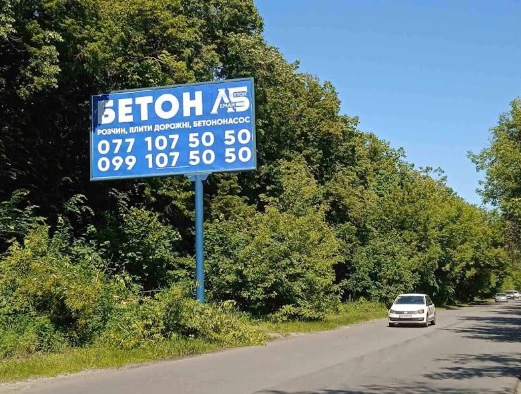 БЕТОН
РОЗЧИН, ПЛИТИ ДОРОЖНІ, БЕТОНОНАСОС
077 107 50 50
099 107 50 50